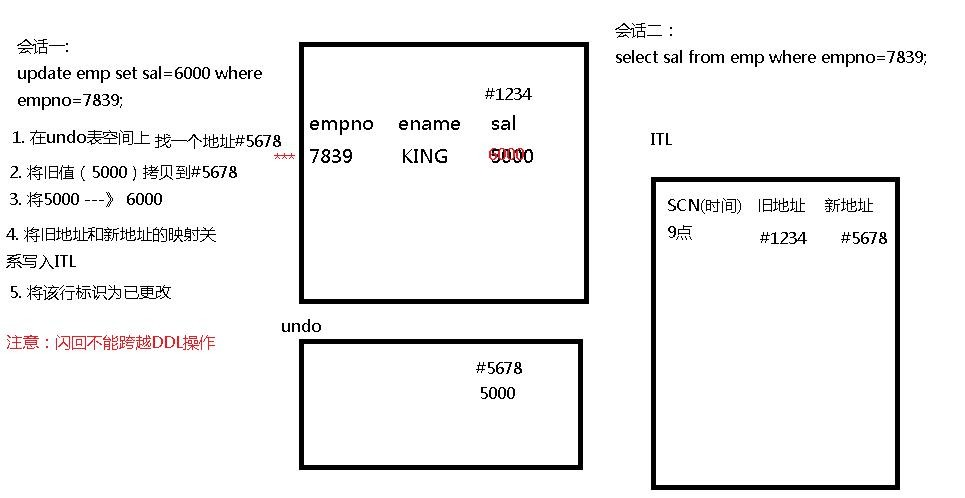 会话一:
update emp set sal=6000 where
empno=7839;
1. 在undo表空间上 找一个地址#5678
2. 将旧值（5000）拷贝到#5678
3. 将5000 ---》 6000
4. 将旧地址和新地址的映射关
系写入ITL
5. 将该行标识为已更改
注意：闪回不能跨越DDL操作
#1234
empno ename sal
*** 7839 KING 5000 6000
undo
#5678
5000
会话二：
select sal from emp where empno=7839;
ITL
SCN(时间) 旧地址 新地址
9点 #1234 #5678